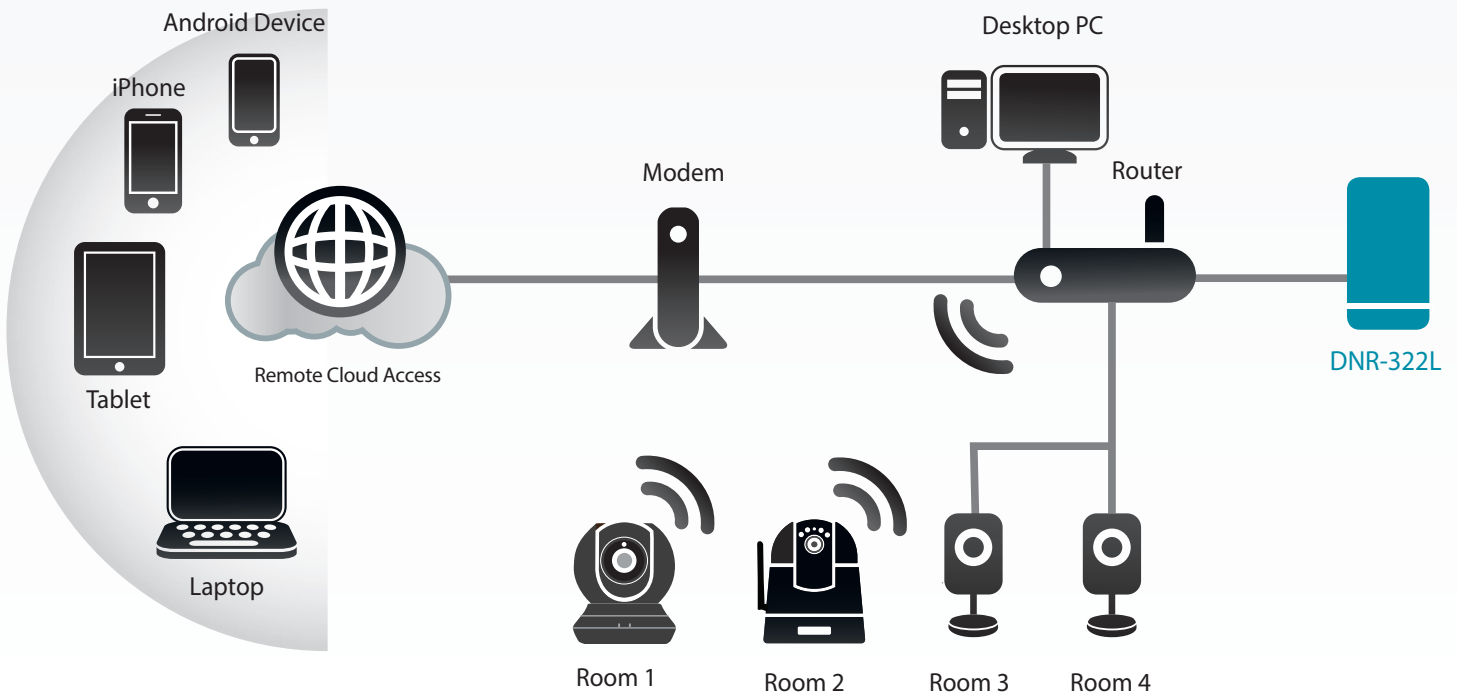 Android Device
Desktop PC
iPhone
Modem
Router
DNR-322L
Remote Cloud Access
Tablet
Laptop
Room 1
Room 2
Room 3
Room 4